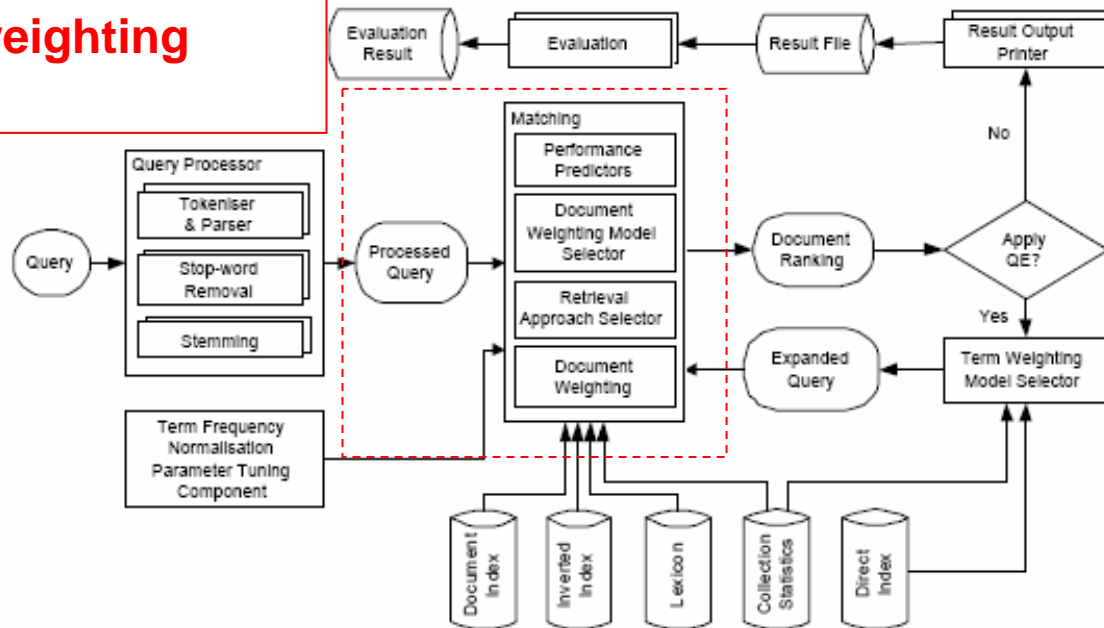 weighting
Evaluation
Result
Evaluation
Result File
Result Output
Printer
No
Query Processor
Tokeniser
& Parser
Stop-word
Removal
Stemming
Query
Processed
Query
Matching
Performance
Predictors
Document
Weighting Model
Selector
Retrieval
Approach Selector
Document
Weighting
Document
Ranking
Apply
QE?
Yes
Expanded
Query
Term Weighting
Model Selector
Term Frequency
Normalisation
Parameter Tuning
Component
Document
Index
Inverted
Index
Lexicon
Collection
Statistics
Direct
Index